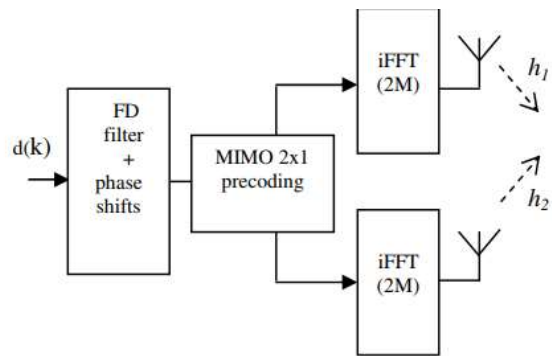 d(k)
FD
filter
+
phase
shifts
MIMO 2x1
precoding
iFFT
(2M)
h1
iFFT
(2M)
h2